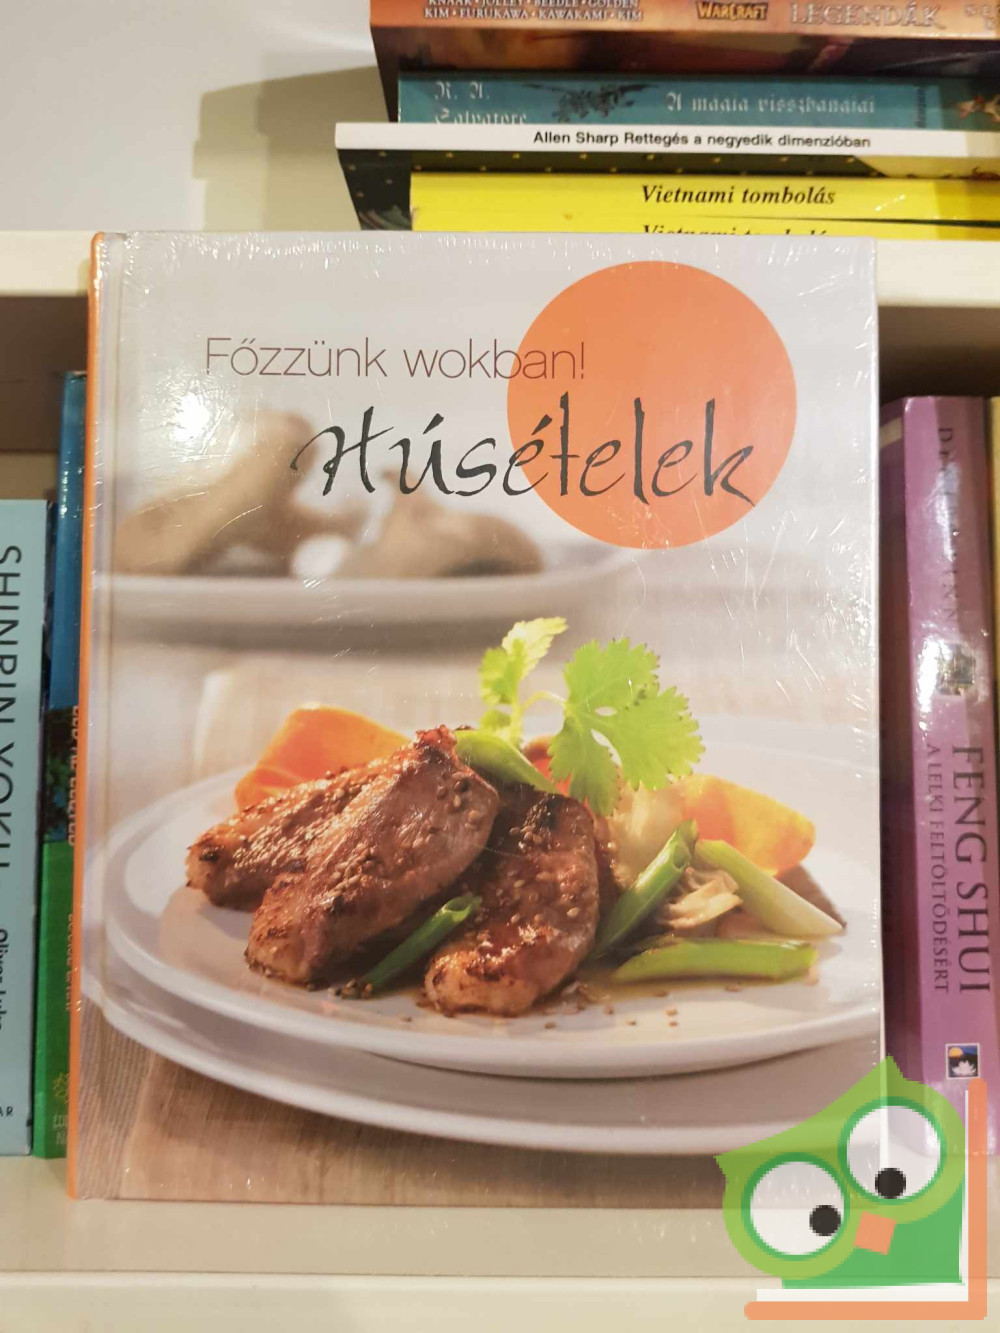 KNAAK • JOLLEY • BEEDLE • GOLDEN
KIM • FURUKAWA • KAWAKAMI • KIM
WARCRAFT
LEGENDÁK
R. A.
Salvatore
A mágia visszhangjai
Allen Sharp Rettegés a negyedik dimenzióban
Vietnami tombolás
Főzzünk wokban!
Húsételek
SHINRIN YOKU
FENG SHUI
A LELKI FELTÖLTŐDÉSÉRT